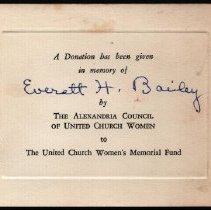 A Donation has been given
in memory of
Everett H. Bailey
by
THE ALEXANDRIA COUNCIL
OF UNITED CHURCH WOMEN
to
The United Church Women's Memorial Fund